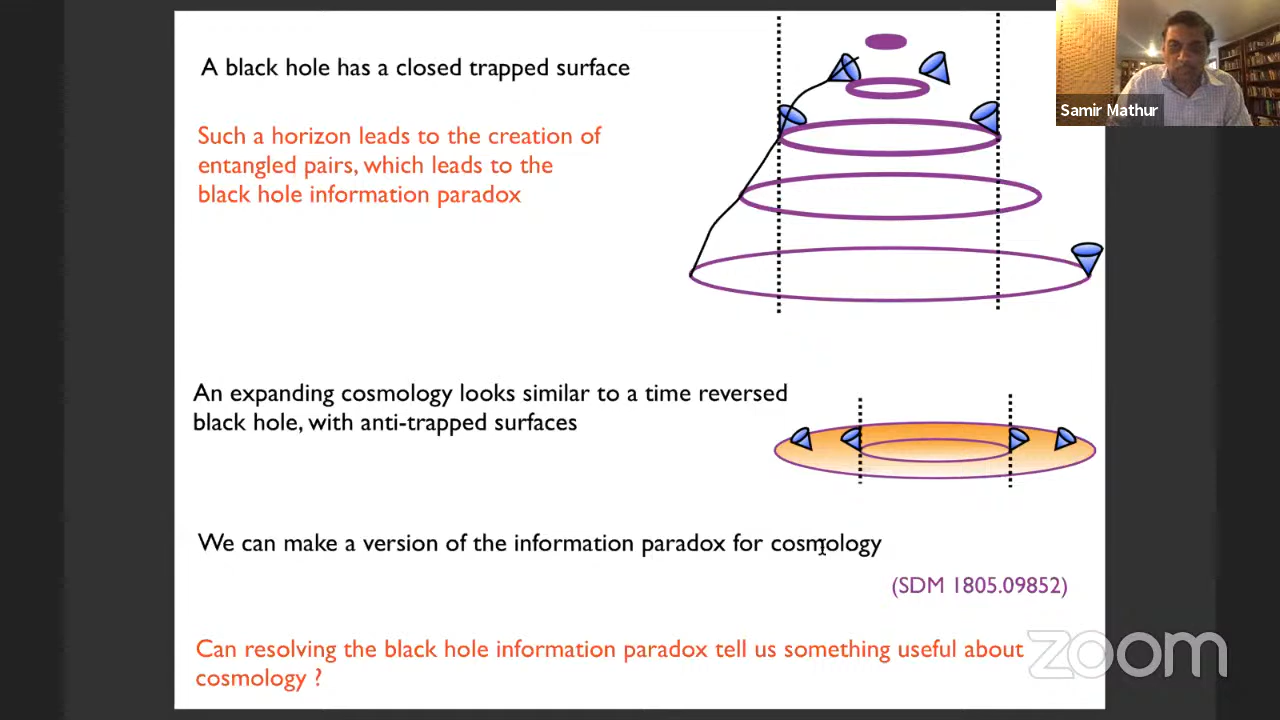 A black hole has a closed trapped surface
Samir Mathur
Such a horizon leads to the creation of
entangled pairs, which leads to the
black hole information paradox
An expanding cosmology looks similar to a time reversed
black hole, with anti-trapped surfaces
We can make a version of the information paradox for cosmology
(SDM 1805.09852)
Can resolving the black hole information paradox tell us something useful about
cosmology ?
zoom